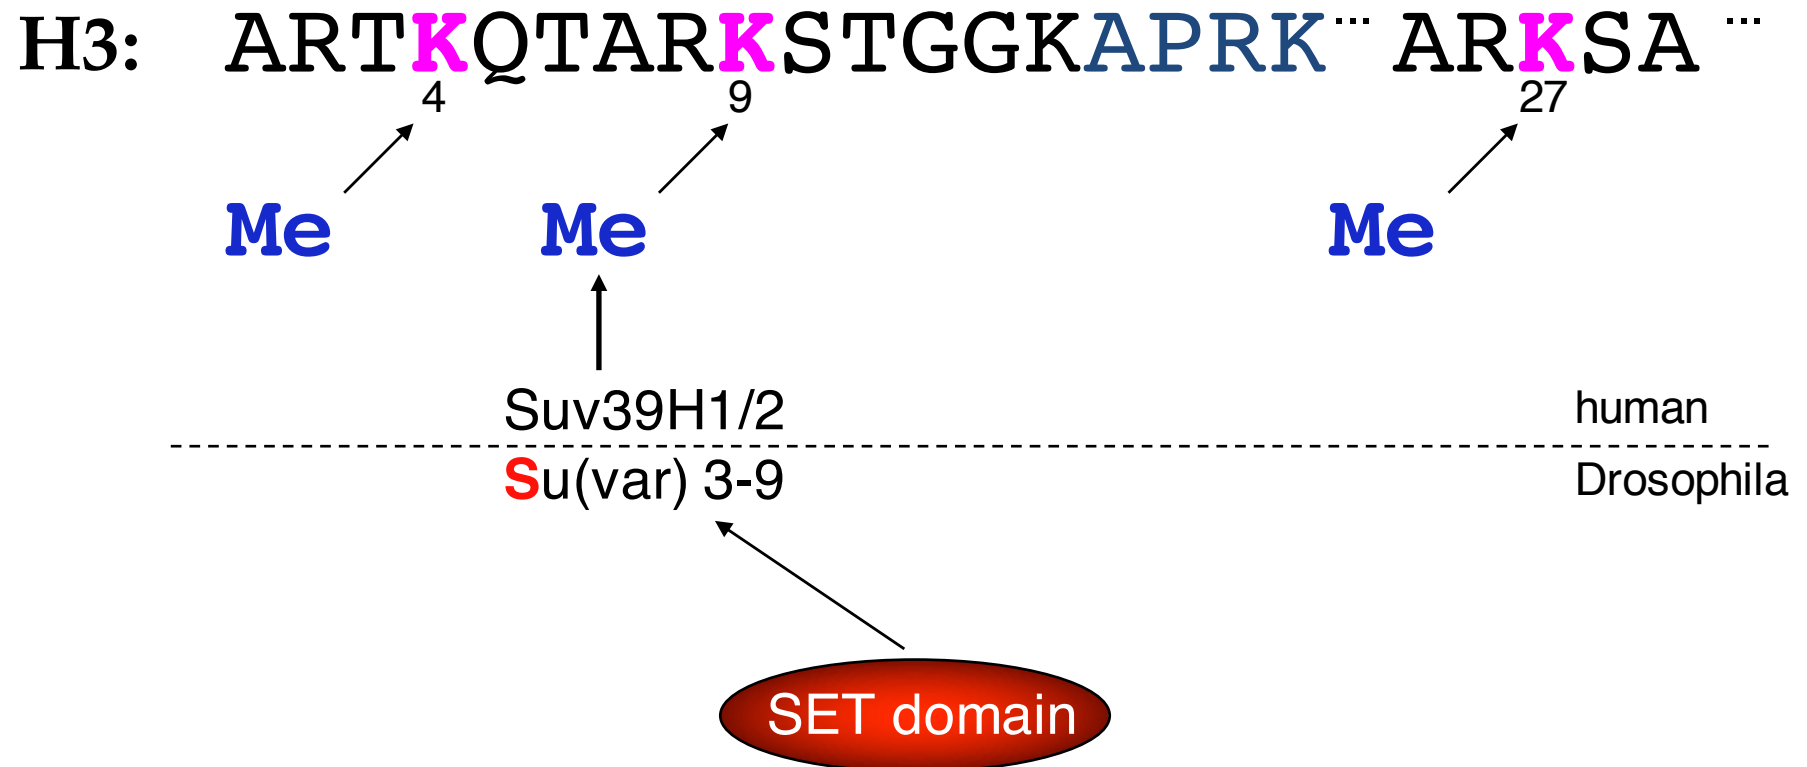 H3: ARTKQTARKSTGGKAPRK… ARKSA …
4 9 27
Me Me Me
Suv39H1/2 human
Su(var) 3-9 Drosophila
SET domain